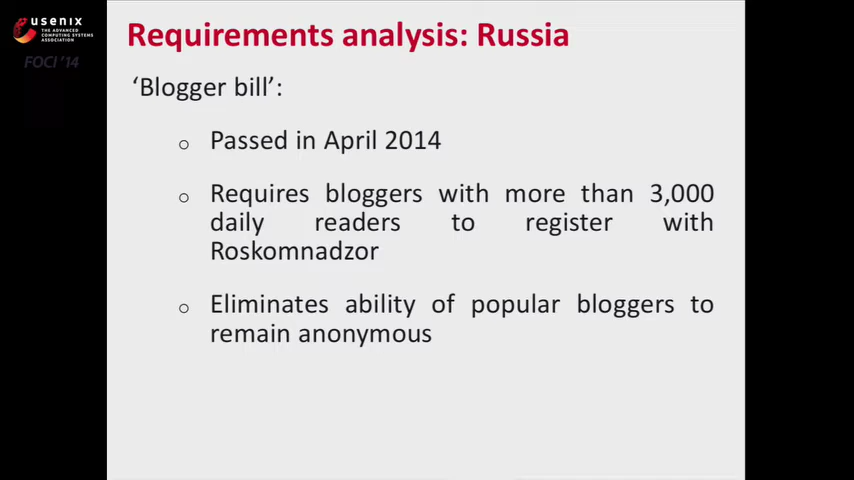 usenix
THE ADVANCED
COMPUTING SYSTEMS
ASSOCIATION
FOCI '14
Requirements analysis: Russia
‘Blogger bill’:
o Passed in April 2014
o Requires bloggers with more than 3,000
daily readers to register with
Roskomnadzor
o Eliminates ability of popular bloggers to
remain anonymous